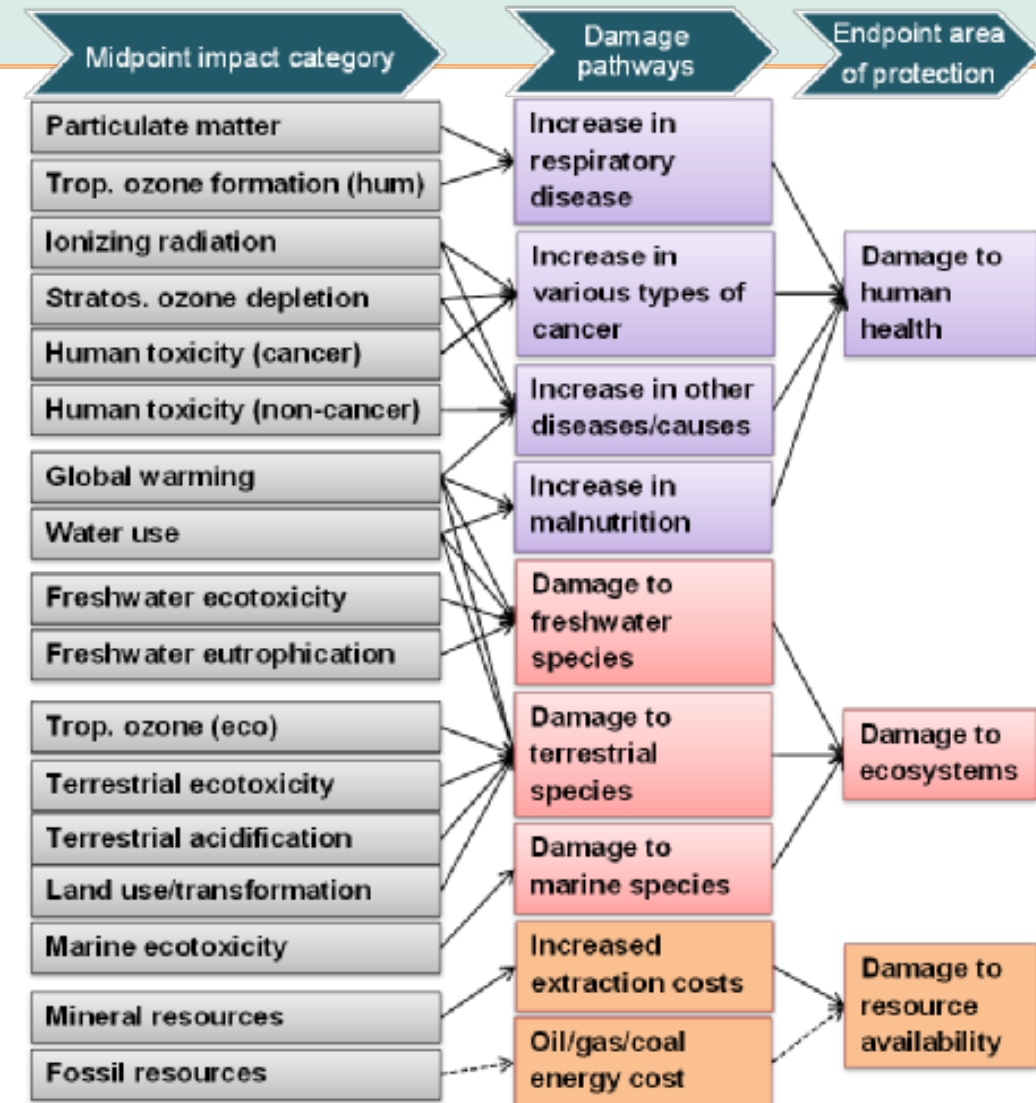 Midpoint impact category
Damage
pathways
Endpoint area
of protection
Particulate matter
Trop. ozone formation (hum)
Ionizing radiation
Stratos. ozone depletion
Human toxicity (cancer)
Human toxicity (non-cancer)
Global warming
Water use
Freshwater ecotoxicity
Freshwater eutrophication
Trop. ozone (eco)
Terrestrial ecotoxicity
Terrestrial acidification
Land use/transformation
Marine ecotoxicity
Mineral resources
Fossil resources
Increase in
respiratory
disease
Increase in
various types of
cancer
Increase in other
diseases/causes
Increase in
malnutrition
Damage to
freshwater
species
Damage to
terrestrial
species
Damage to
marine species
Increased
extraction costs
Oil/gas/coal
energy cost
Damage to
human
health
Damage to
ecosystems
Damage to
resource
availability